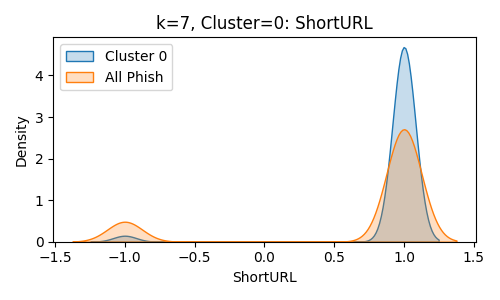 k=7, Cluster=0: ShortURL
Cluster 0
All Phish
Density
4
3
2
1
0
−1.5 −1.0 −0.5 0.0 0.5 1.0 1.5
ShortURL